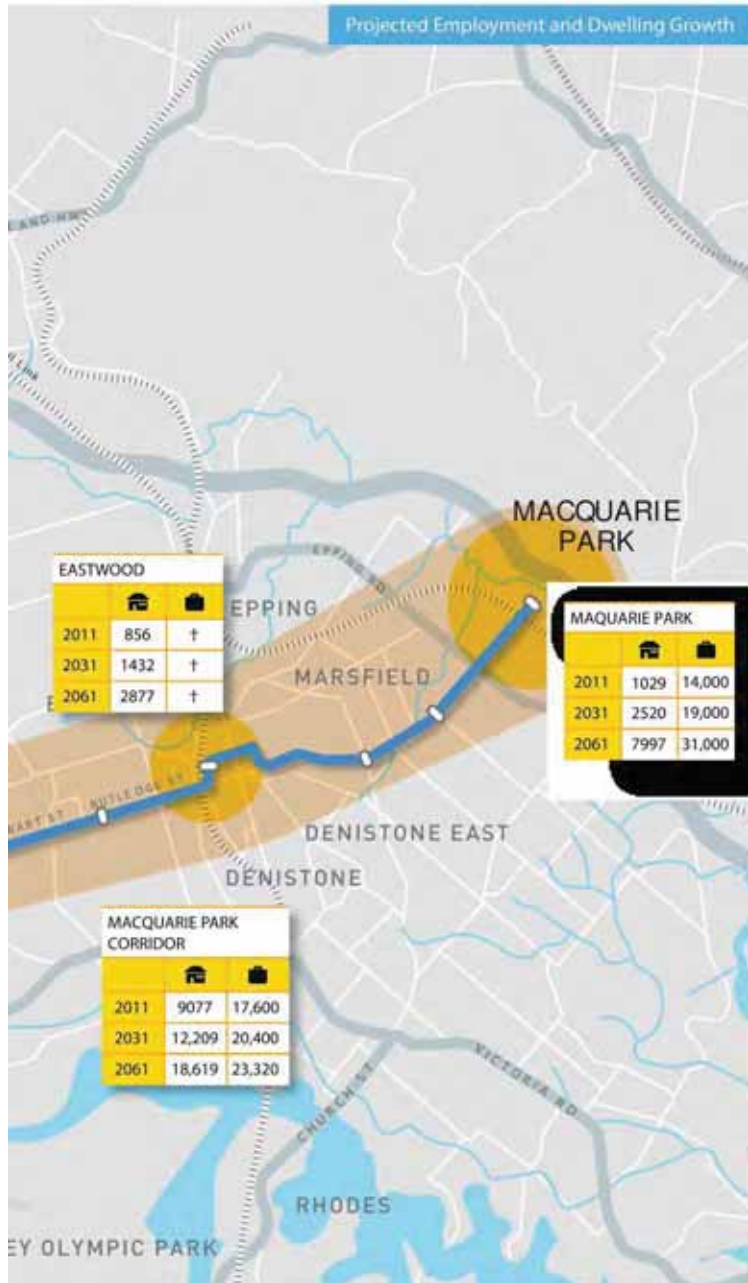 Projected Employment and Dwelling Growth
MACQUARIE
PARK
EPPING RD
EASTWOOD
2011 856 †
2031 1432 †
2061 2877 †
EPPING
MARSFIELD
MAQUARIE PARK
2011 1029 14,000
2031 2520 19,000
2061 7997 31,000
RUTLEDGE ST
DENISTONE EAST
DENISTONE
MACQUARIE PARK
CORRIDOR
2011 9077 17,600
2031 12,209 20,400
2061 18,619 23,320
VICTORIA RD
CHURCH ST
RHODES
EY OLYMPIC PARK